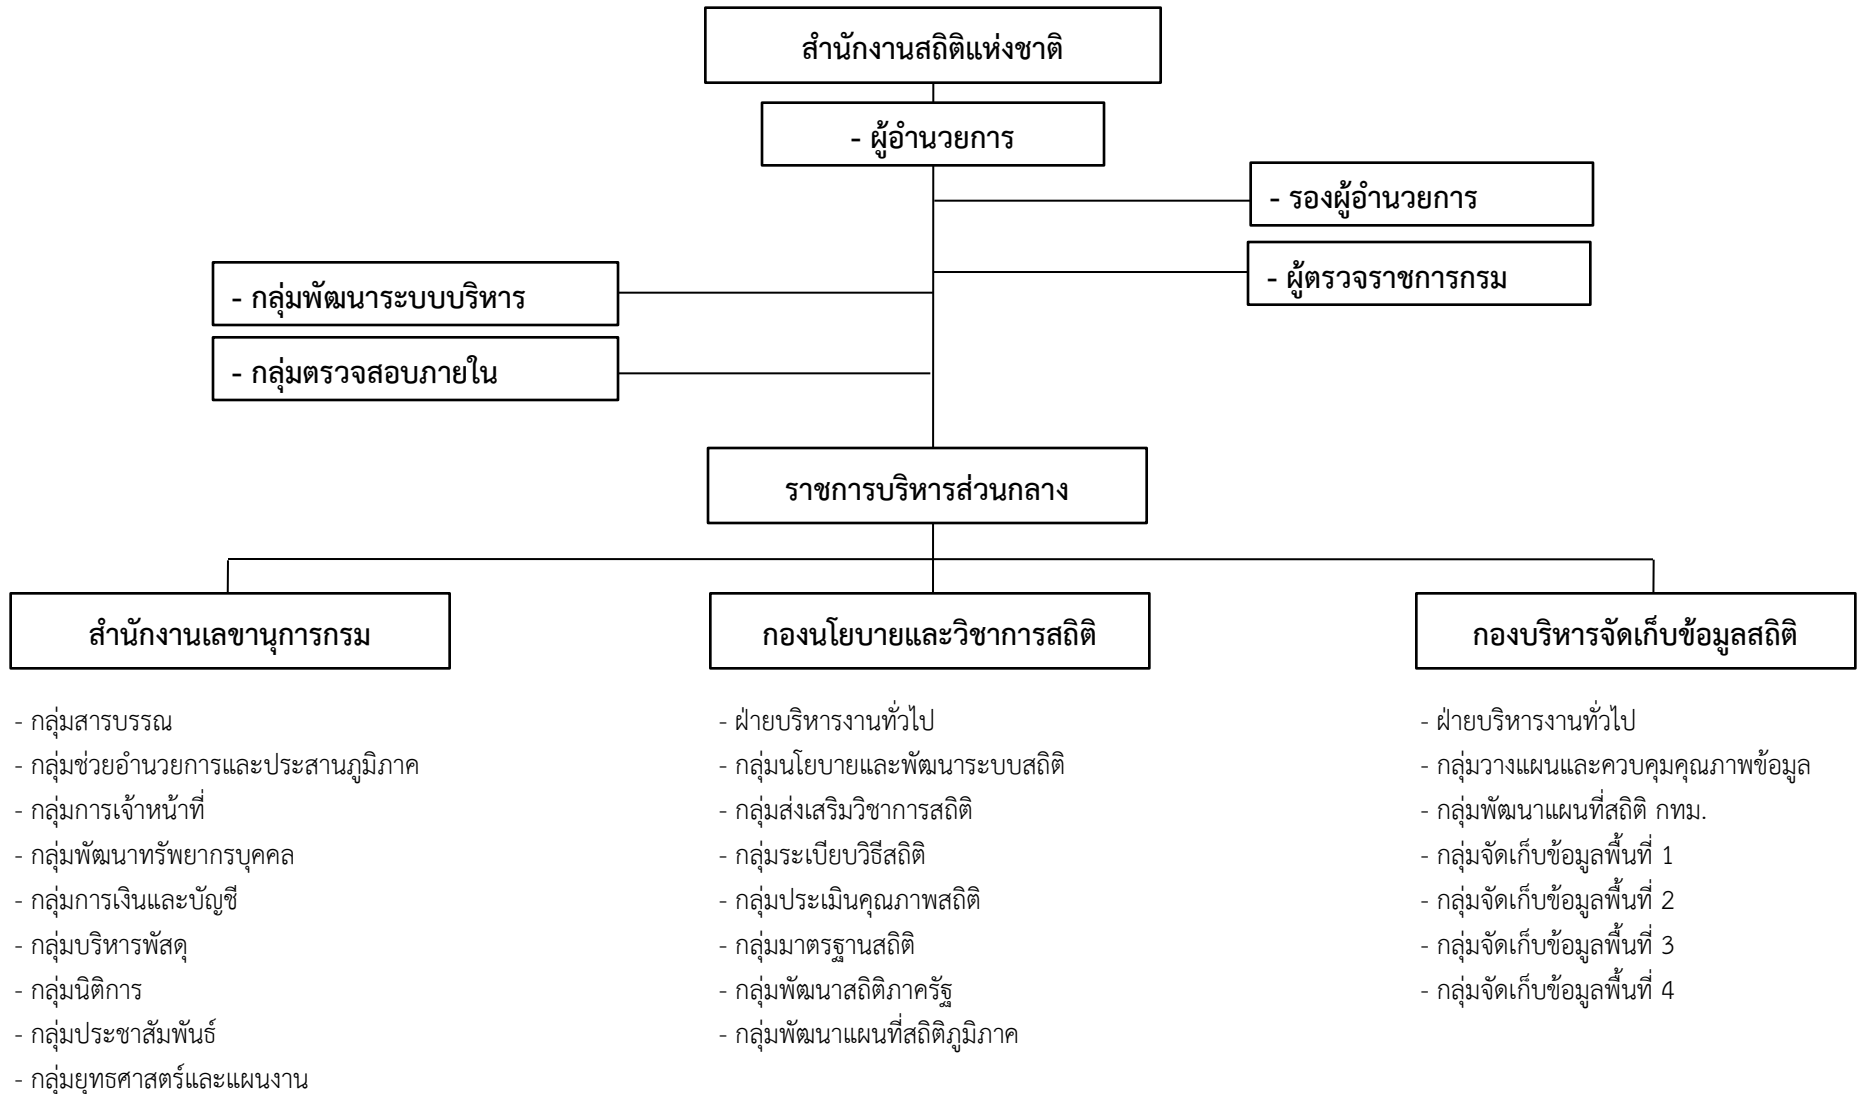 สำนักงานสถิติแห่งชาติ
- ผู้อำนวยการ
- รองผู้อำนวยการ
- ผู้ตรวจราชการกรม
- กลุ่มพัฒนาระบบบริหาร
- กลุ่มตรวจสอบภายใน
ราชการบริหารส่วนกลาง
สำนักงานเลขานุการกรม
- กลุ่มสารบรรณ
- กลุ่มช่วยอำนวยการและประสานภูมิภาค
- กลุ่มการเจ้าหน้าที่
- กลุ่มพัฒนาทรัพยากรบุคคล
- กลุ่มการเงินและบัญชี
- กลุ่มบริหารพัสดุ
- กลุ่มนิติการ
- กลุ่มประชาสัมพันธ์
- กลุ่มยุทธศาสตร์และแผนงาน
กองนโยบายและวิชาการสถิติ
- ฝ่ายบริหารงานทั่วไป
- กลุ่มนโยบายและพัฒนาระบบสถิติ
- กลุ่มส่งเสริมวิชาการสถิติ
- กลุ่มระเบียบวิธีสถิติ
- กลุ่มประเมินคุณภาพสถิติ
- กลุ่มมาตรฐานสถิติ
- กลุ่มพัฒนาสถิติภาครัฐ
- กลุ่มพัฒนาแผนที่สถิติภูมิภาค
กองบริหารจัดเก็บข้อมูลสถิติ
- ฝ่ายบริหารงานทั่วไป
- กลุ่มวางแผนและควบคุมคุณภาพข้อมูล
- กลุ่มพัฒนาแผนที่สถิติ กทม.
- กลุ่มจัดเก็บข้อมูลพื้นที่ 1
- กลุ่มจัดเก็บข้อมูลพื้นที่ 2
- กลุ่มจัดเก็บข้อมูลพื้นที่ 3
- กลุ่มจัดเก็บข้อมูลพื้นที่ 4